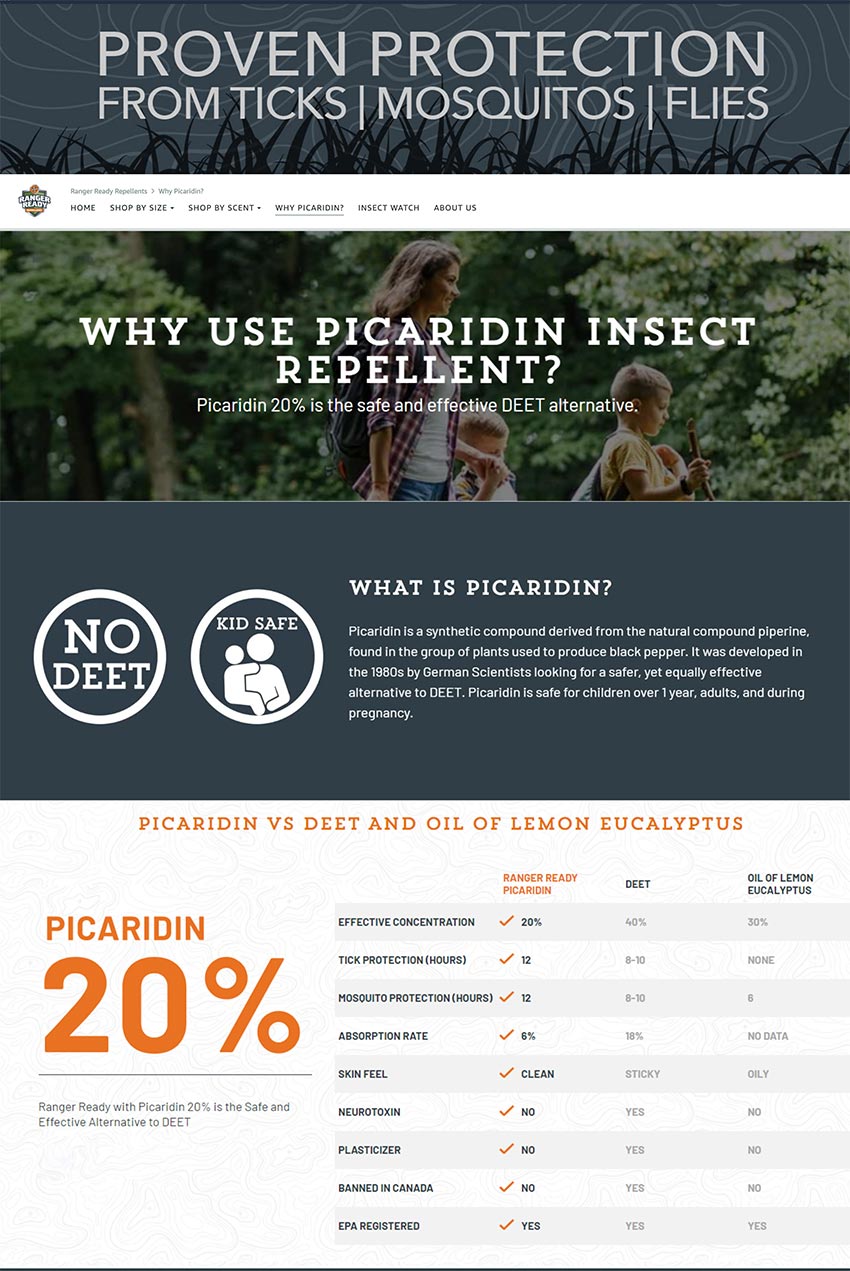 PROVEN PROTECTION
FROM TICKS | MOSQUITOS | FLIES
RANGER
READY
Ranger Ready Repellents > Why Picaridin?
HOME SHOP BY SIZE SHOP BY SCENT WHY PICARIDIN? INSECT WATCH ABOUT US
WHY USE PICARIDIN INSECT
REPELLENT?
Picaridin 20% is the safe and effective DEET alternative.
NO
DEET
KID SAFE
WHAT IS PICARIDIN?
Picaridin is a synthetic compound derived from the natural compound piperine,
found in the group of plants used to produce black pepper. It was developed in
the 1980s by German Scientists looking for a safer, yet equally effective
alternative to DEET. Picaridin is safe for children over 1 year, adults, and during
pregnancy.
PICARIDIN VS DEET AND OIL OF LEMON EUCALYPTUS
PICARIDIN
20%
Ranger Ready with Picaridin 20% is the Safe and
Effective Alternative to DEET
RANGER READY
PICARIDIN
DEET
OIL OF LEMON
EUCALYPTUS
EFFECTIVE CONCENTRATION 20% 40% 30%
TICK PROTECTION (HOURS) 12 8-10 NONE
MOSQUITO PROTECTION (HOURS) 12 8-10 6
ABSORPTION RATE 6% 18% NO DATA
SKIN FEEL CLEAN STICKY OILY
NEUROTOXIN NO YES NO
PLASTICIZER NO YES NO
BANNED IN CANADA NO YES NO
EPA REGISTERED YES YES YES